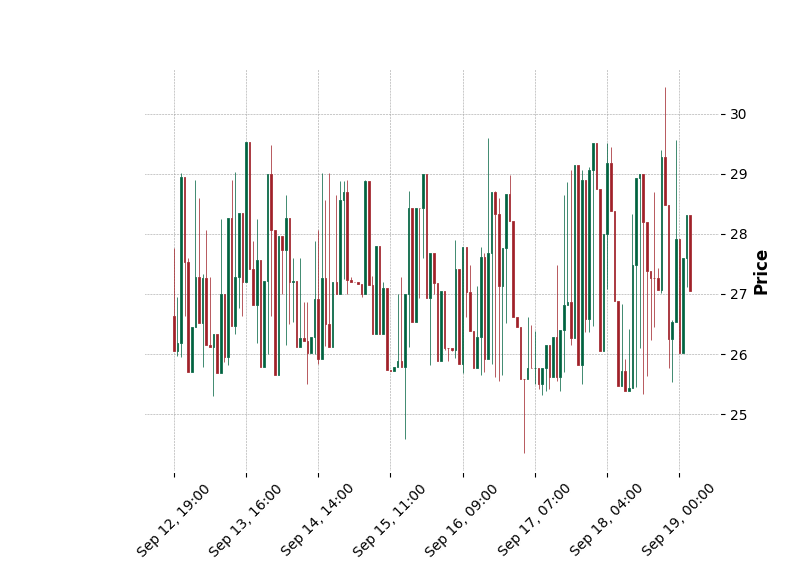 30
29
28
27
26
25
Price
Sep 12, 19:00
Sep 13, 16:00
Sep 14, 14:00
Sep 15, 11:00
Sep 16, 09:00
Sep 17, 07:00
Sep 18, 04:00
Sep 19, 00:00